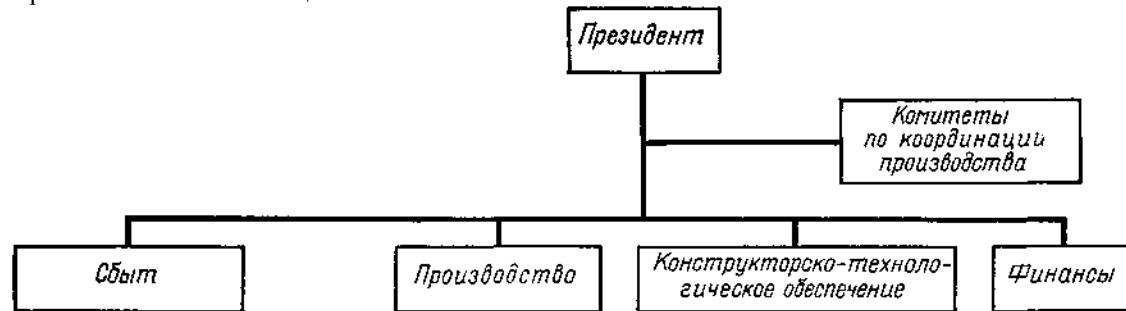 Президент
Комитеты
по координации
производства
Сбыт
Производство
Конструкторско-техноло-
гическое обеспечение
Финансы